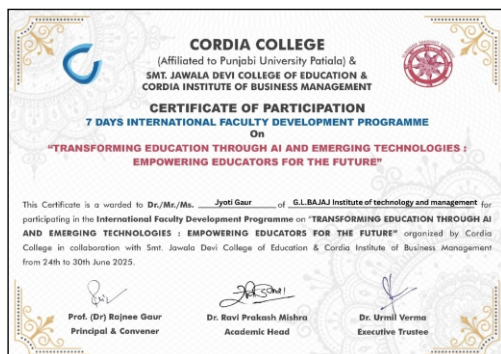 CORDIA COLLEGE
(Affiliated to Punjabi University Patiala) &
SMT. JAWALA DEVI COLLEGE OF EDUCATION &
CORDIA INSTITUTE OF BUSINESS MANAGEMENT
CERTIFICATE OF PARTICIPATION
7 DAYS INTERNATIONAL FACULTY DEVELOPMENT PROGRAMME
On
"TRANSFORMING EDUCATION THROUGH AI AND EMERGING TECHNOLOGIES :
EMPOWERING EDUCATORS FOR THE FUTURE"
This Certificate is a warded to Dr./Mr./Ms. Jyoti Gaur of G.L.BAJAJ Institute of technology and management for
participating in the International Faculty Development Programme on "TRANSFORMING EDUCATION THROUGH AI
AND EMERGING TECHNOLOGIES : EMPOWERING EDUCATORS FOR THE FUTURE" organized by Cordia
College in collaboration with Smt. Jawala Devi College of Education & Cordia Institute of Business Management
from 24th to 30th June 2025.
Prof. (Dr) Rajnee Gaur
Principal & Convener
Dr. Ravi Prakash Mishra
Academic Head
Dr. Urmil Verma
Executive Trustee